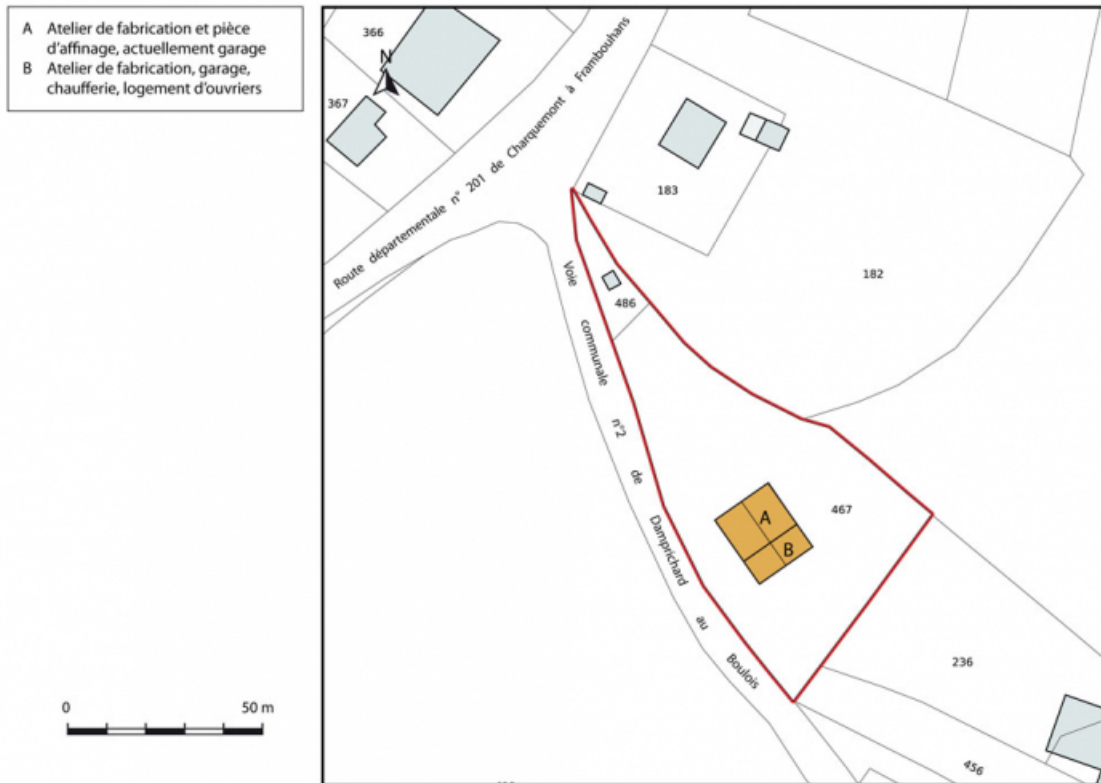 A Atelier de fabrication et pièce
d'affinage, actuellement garage
B Atelier de fabrication, garage,
chaufferie, logement d'ouvriers
366
N
367
Route départementale n° 201 de Charquemont à Frambouhans
183
182
486
Voie communale n°2 de Damprichard au Boulois
A
467
B
236
456
0 50 m